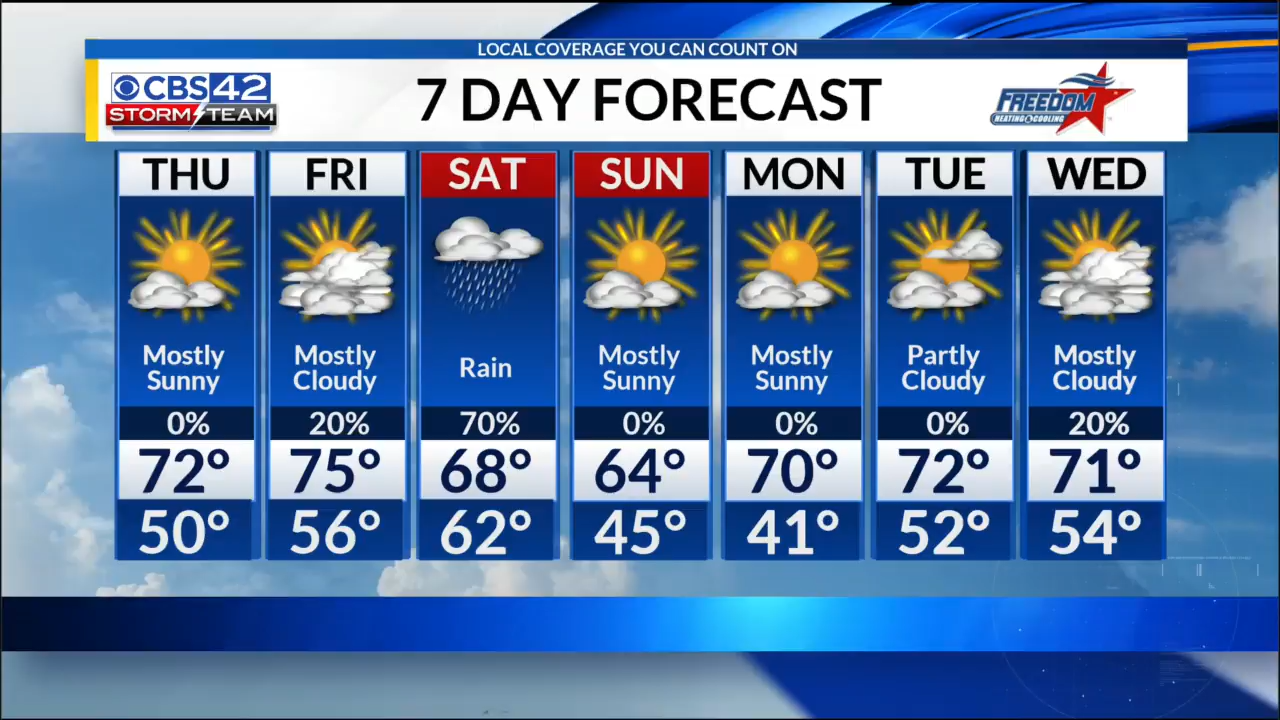 LOCAL COVERAGE YOU CAN COUNT ON
CBS 42
STORM TEAM
7 DAY FORECAST
FREEDOM
HEATING & COOLING
THU FRI SAT SUN MON TUE WED
Mostly Sunny
Mostly Cloudy
Rain
Mostly Sunny
Mostly Sunny
Partly Cloudy
Mostly Cloudy
0% 20% 70% 0% 0% 0% 20%
72° 75° 68° 64° 70° 72° 71°
50° 56° 62° 45° 41° 52° 54°